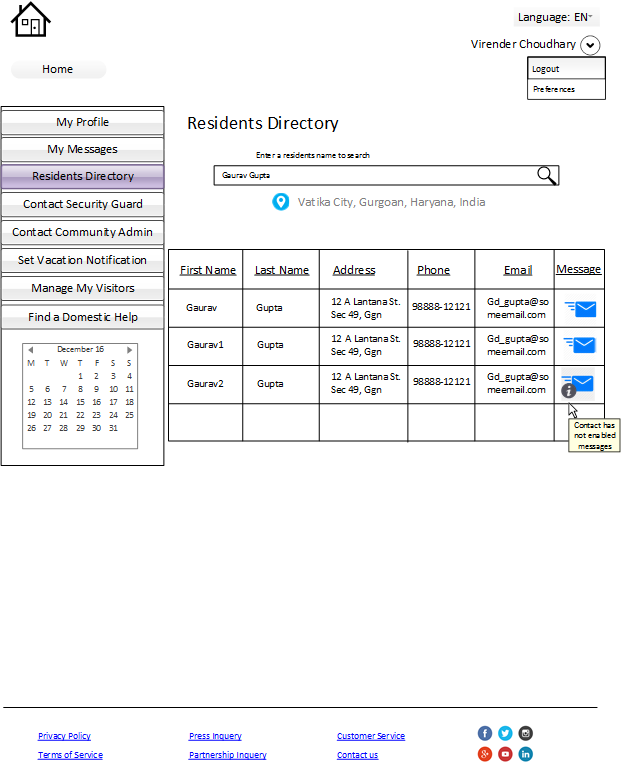 Language: EN
Virender Choudhary
Home
Logout
Preferences
My Profile
My Messages
Residents Directory
Contact Security Guard
Contact Community Admin
Set Vacation Notification
Manage My Visitors
Find a Domestic Help
December 16
M T W T F S S
1 2 3 4
5 6 7 8 9 10 11
12 13 14 15 16 17 18
19 20 21 22 23 24 25
26 27 28 29 30 31
Residents Directory
Enter a residents name to search
Gaurav Gupta
Vatika City, Gurgoan, Haryana, India
First Name Last Name Address Phone Email Message
Gaurav Gupta 12 A Lantana St. 98888-12121 Gd_gupta@so
Sec 49, Ggn meemail.com
Gaurav1 Gupta 12 A Lantana St. 98888-12121 Gd_gupta@so
Sec 49, Ggn meemail.com
Gaurav2 Gupta 12 A Lantana St. 98888-12121 Gd_gupta@so
Sec 49, Ggn meemail.com
Contact has
not enabled
messages
Privacy Policy Press Inquery Customer Service
Terms of Service Partnership Inquery Contact us